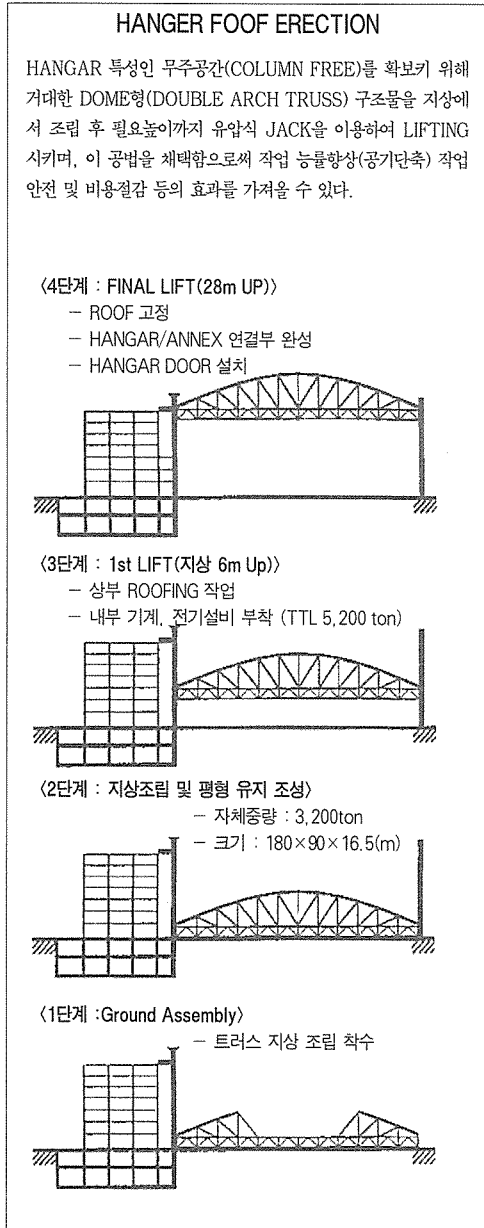 HANGER FOOF ERECTION
HANGAR 특성인 무주공간(COLUMN FREE)를 확보키 위해
거대한 DOME형(DOUBLE ARCH TRUSS) 구조물을 지상에
서 조립 후 필요높이까지 유압식 JACK을 이용하여 LIFTING
시키며, 이 공법을 채택함으로써 작업 능률향상(공기단축) 작업
안전 및 비용절감 등의 효과를 가져올 수 있다.
〈4단계 : FINAL LIFT(28m UP)〉
– ROOF 고정
– HANGAR/ANNEX 연결부 완성
– HANGAR DOOR 설치
〈3단계 : 1st LIFT(지상 6m Up)〉
– 상부 ROOFING 작업
– 내부 기계, 전기설비 부착 (TTL 5,200 ton)
〈2단계 : 지상조립 및 평형 유지 조성〉
– 자체중량 : 3,200ton
– 크기 : 180×90×16.5(m)
〈1단계 :Ground Assembly〉
– 트러스 지상 조립 착수